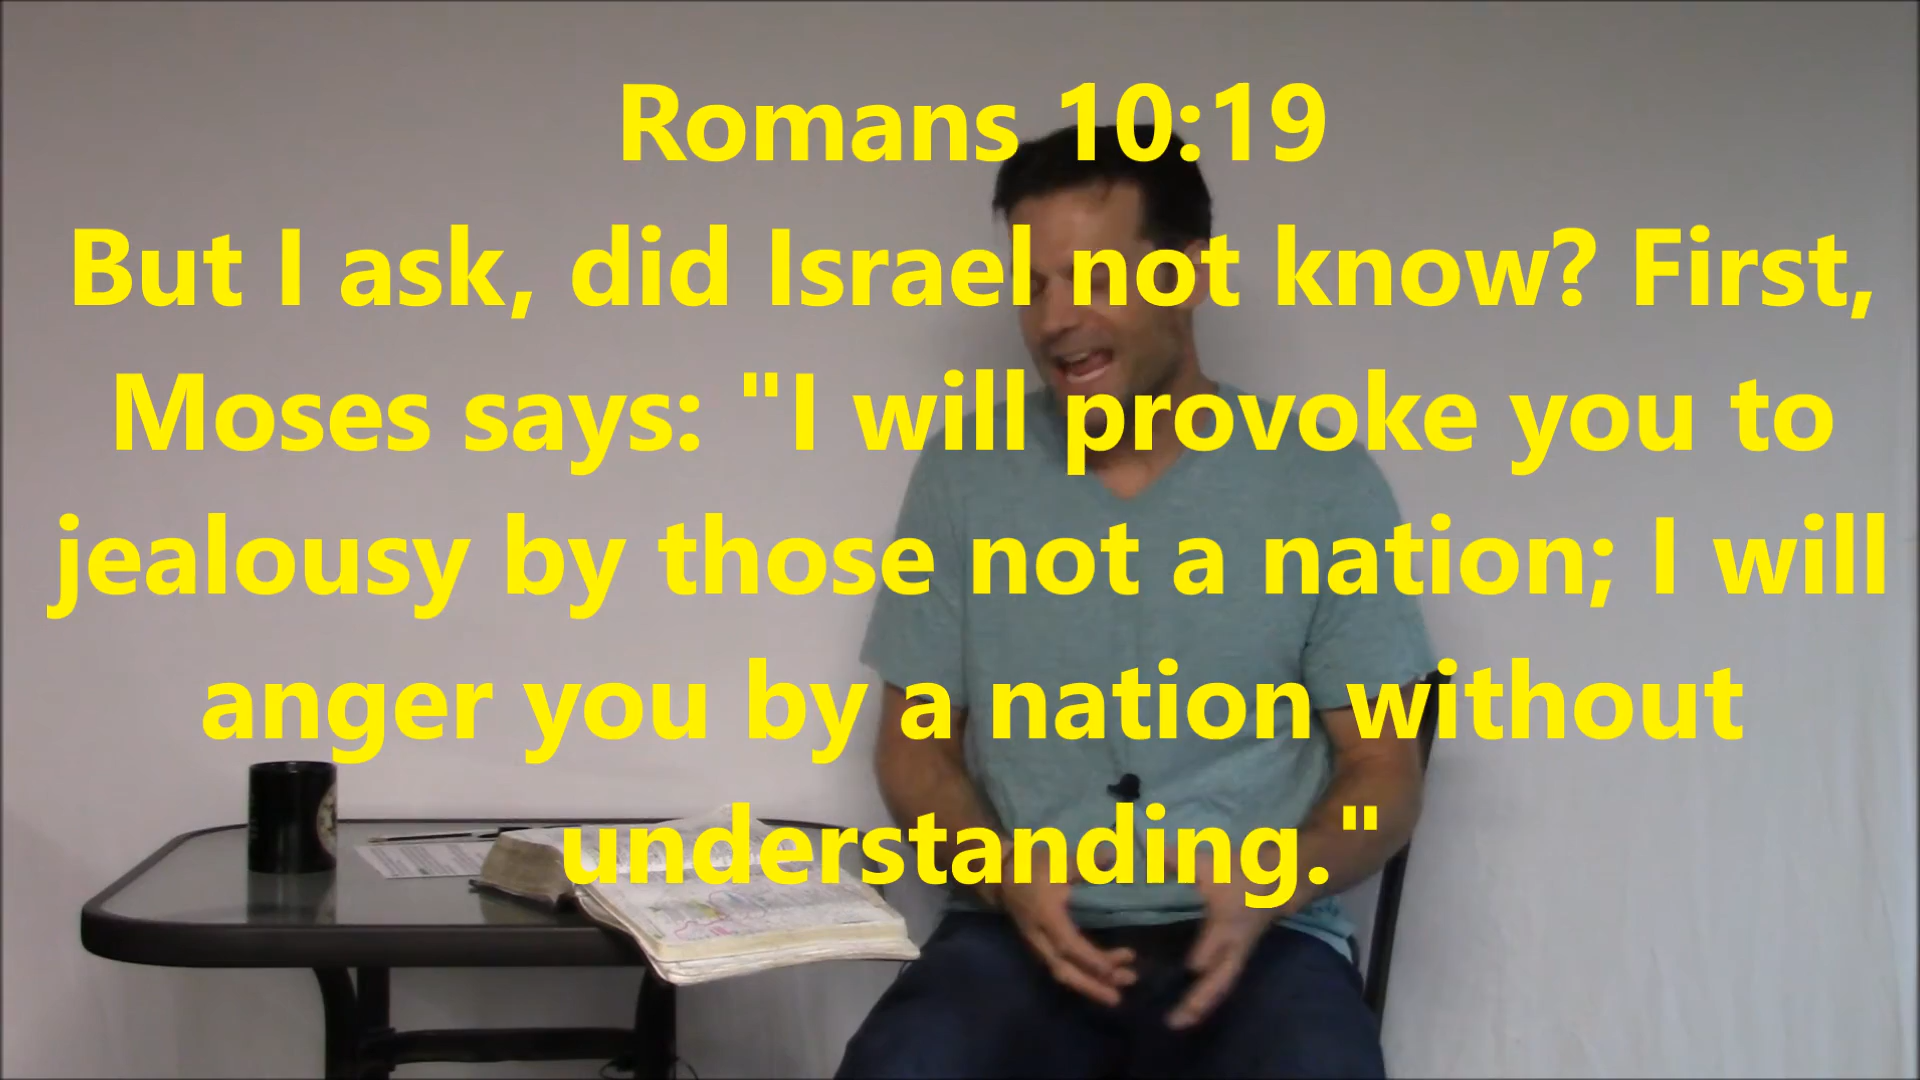 Romans 10:19
But I ask, did Israel not know? First,
Moses says: "I will provoke you to
jealousy by those not a nation; I will
anger you by a nation without
understanding."